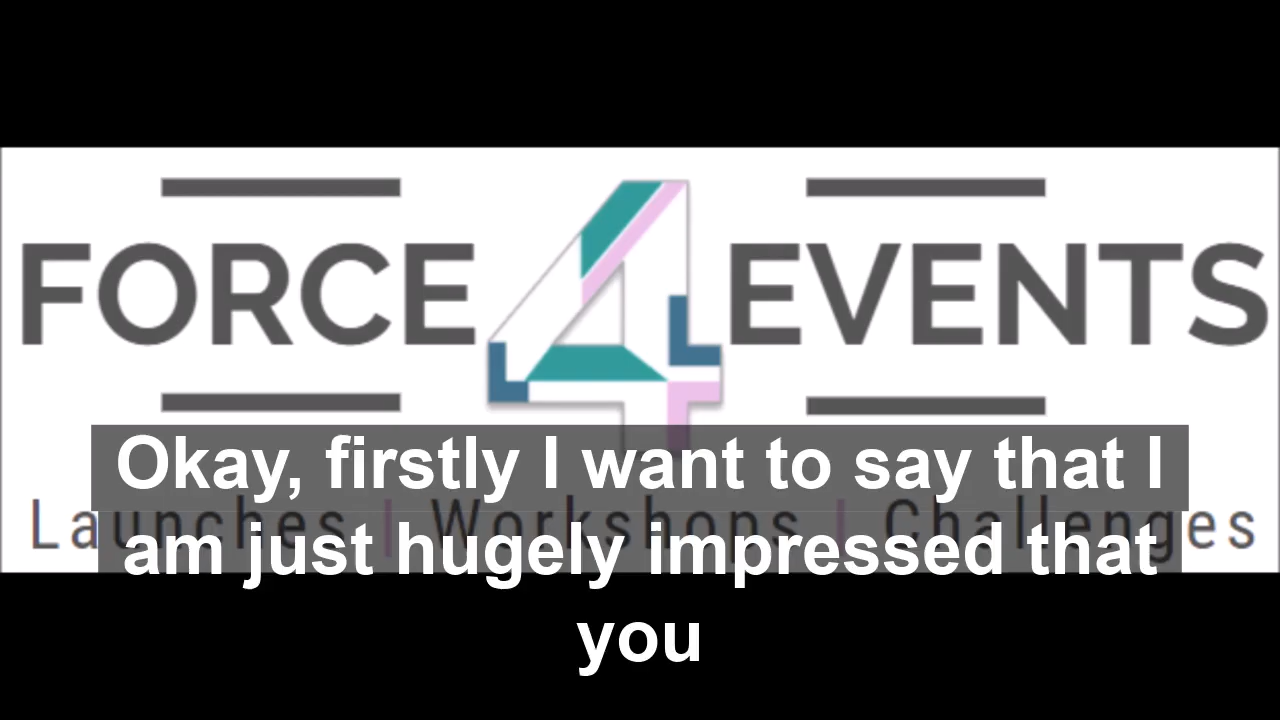 FORCE 4 EVENTS
Launches | Workshops | Challenges
Okay, firstly I want to say that I
am just hugely impressed that
you